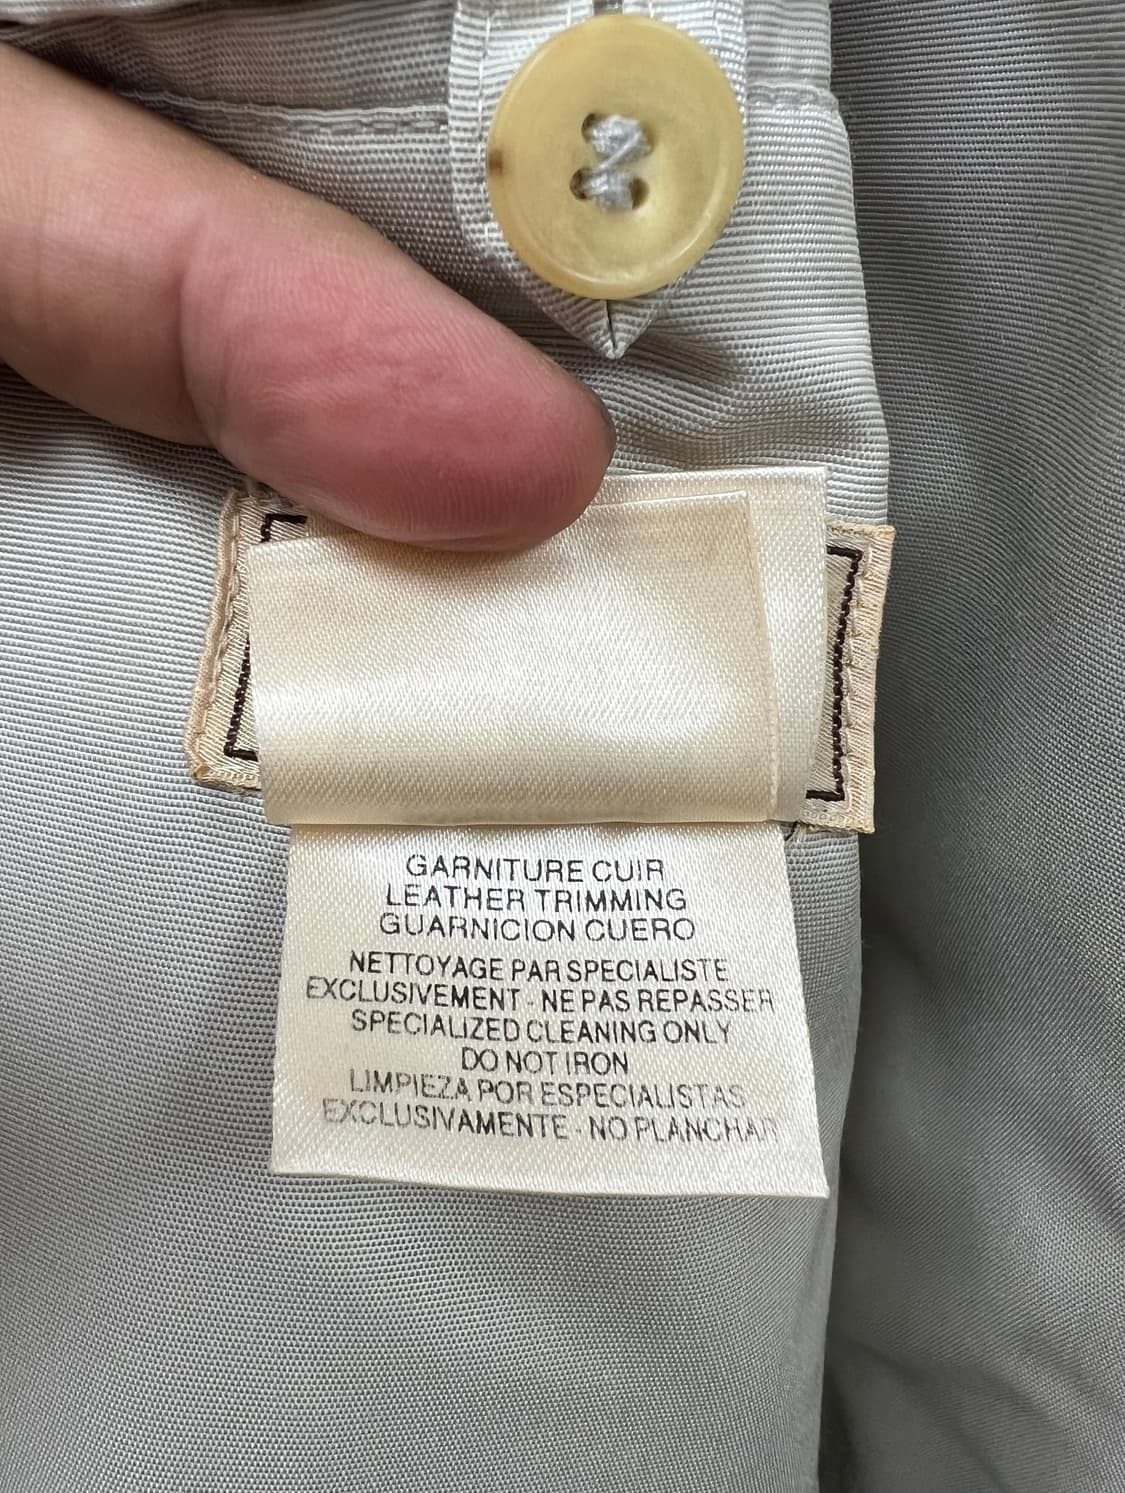 GARNITURE CUIR
LEATHER TRIMMING
GUARNICION CUERO
NETTOYAGE PAR SPECIALISTE
EXCLUSIVEMENT - NE PAS REPASSER
SPECIALIZED CLEANING ONLY
DO NOT IRON
LIMPIEZA POR ESPECIALISTAS
EXCLUSIVAMENTE - NO PLANCHAR